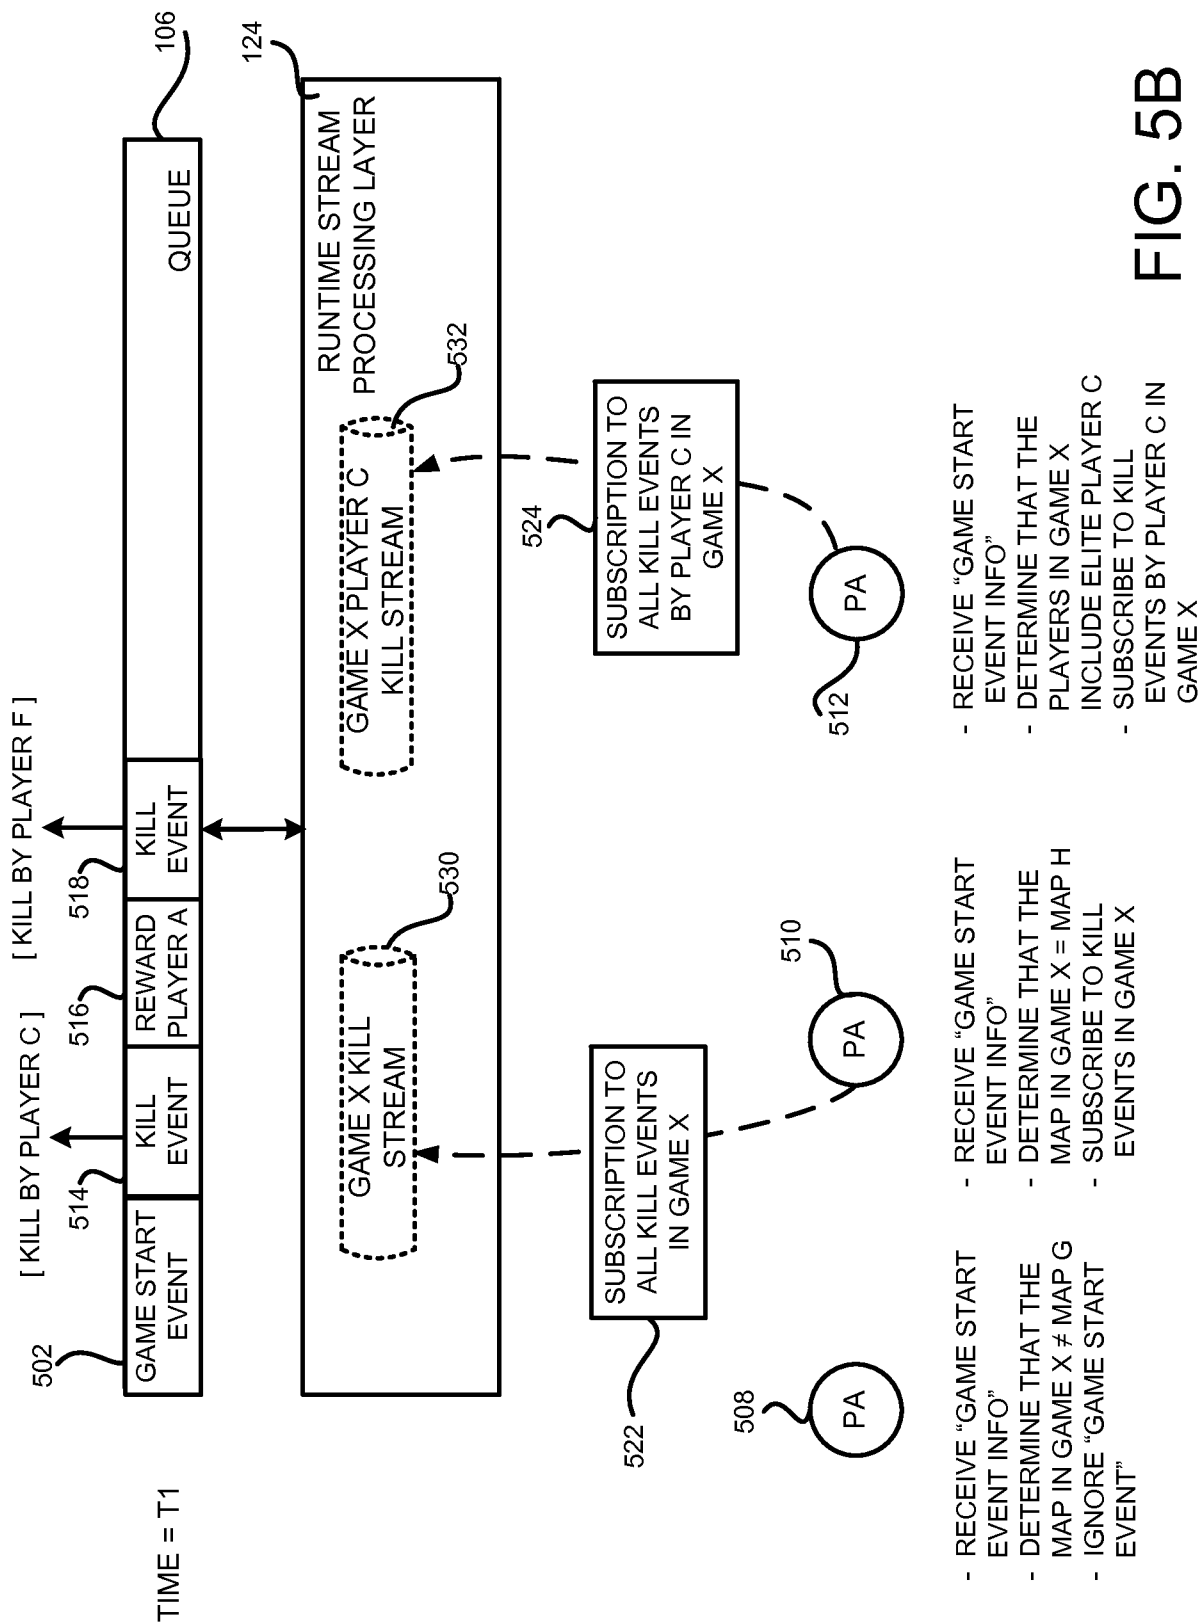 TIME = T1
[ KILL BY PLAYER C ]
[ KILL BY PLAYER F ]
502
514
516
518
106
GAME START
EVENT
KILL
EVENT
REWARD
PLAYER A
KILL
EVENT
QUEUE
124
RUNTIME STREAM
PROCESSING LAYER
GAME X KILL
STREAM
530
GAME X PLAYER C
KILL STREAM
532
522
SUBSCRIPTION TO
ALL KILL EVENTS
IN GAME X
524
SUBSCRIPTION TO
ALL KILL EVENTS
BY PLAYER C IN
GAME X
508
PA
510
PA
512
PA
- RECEIVE “GAME START
EVENT INFO”
- DETERMINE THAT THE
MAP IN GAME X ≠ MAP G
- IGNORE “GAME START
EVENT”
- RECEIVE “GAME START
EVENT INFO”
- DETERMINE THAT THE
MAP IN GAME X = MAP H
- SUBSCRIBE TO KILL
EVENTS IN GAME X
- RECEIVE “GAME START
EVENT INFO”
- DETERMINE THAT THE
PLAYERS IN GAME X
INCLUDE ELITE PLAYER C
- SUBSCRIBE TO KILL
EVENTS BY PLAYER C IN
GAME X
FIG. 5B